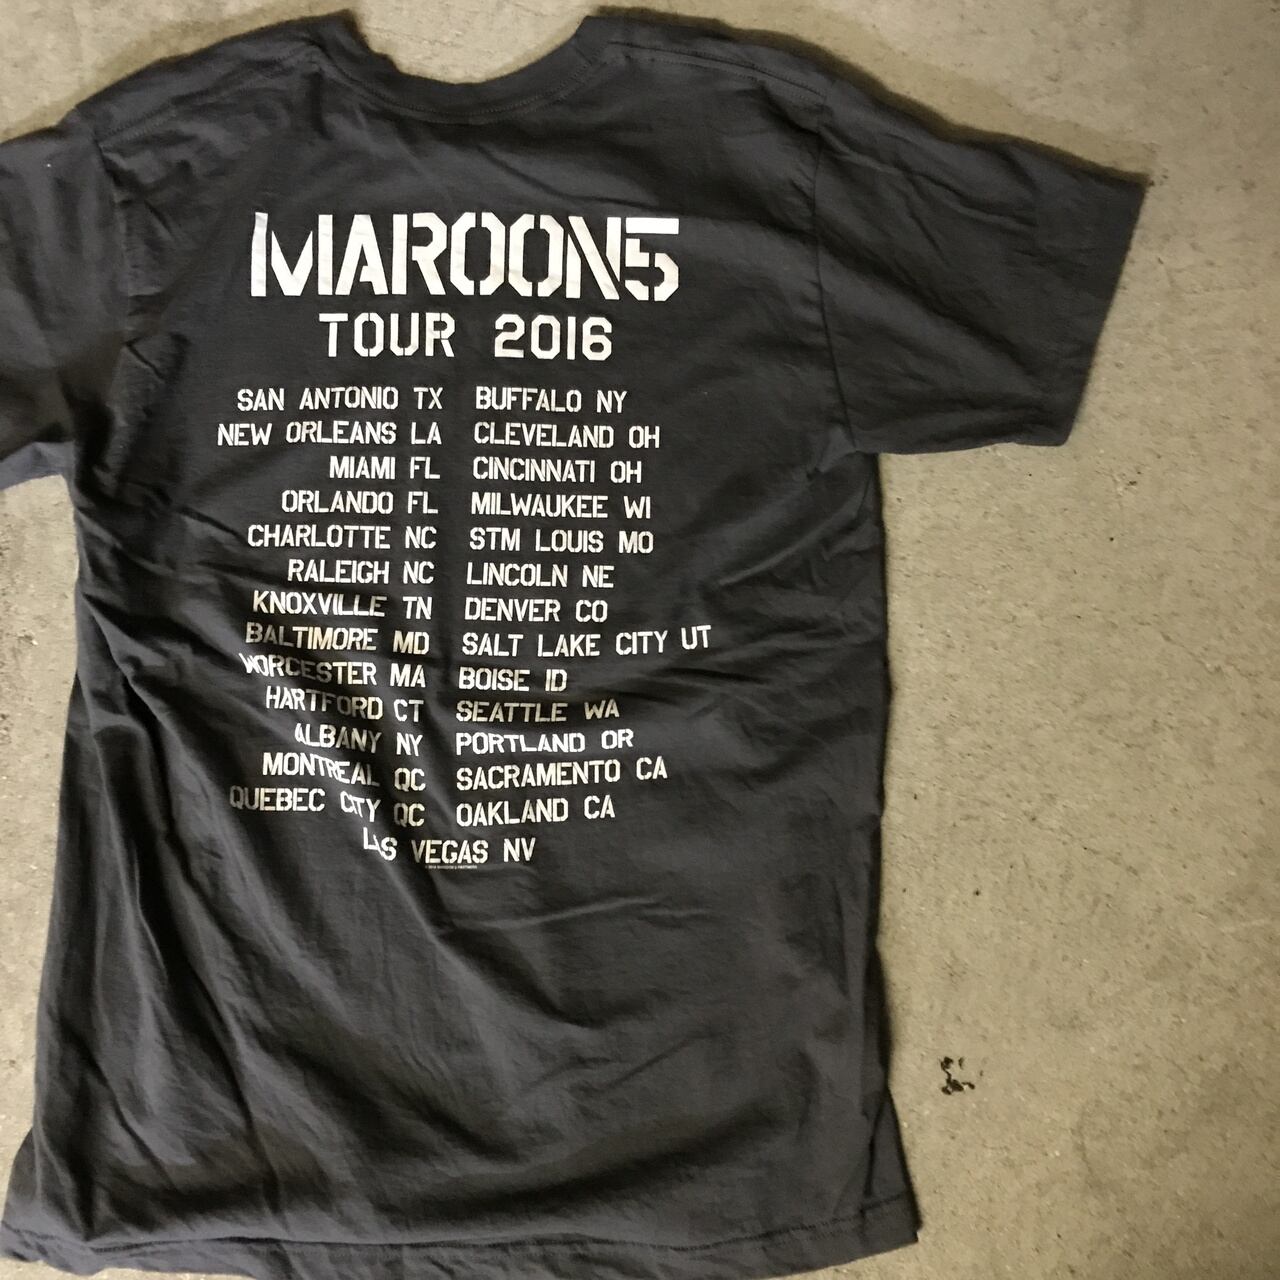 MAROON5
TOUR 2016
SAN ANTONIO TX
NEW ORLEANS LA
MIAMI FL
ORLANDO FL
CHARLOTTE NC
RALEIGH NC
KNOXVILLE TN
BALTIMORE MD
WORCESTER MA
HARTFORD CT
ALBANY NY
MONTREAL QC
QUEBEC CITY QC
BUFFALO NY
CLEVELAND OH
CINCINNATI OH
MILWAUKEE WI
STM LOUIS MO
LINCOLN NE
DENVER CO
SALT LAKE CITY UT
BOISE ID
SEATTLE WA
PORTLAND OR
SACRAMENTO CA
OAKLAND CA
LAS VEGAS NV